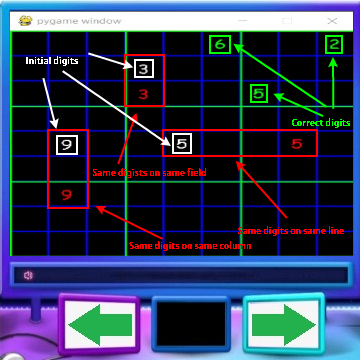 pygame window
6 2
Initial digits
3
3
5
Correct digits
9
5
5
Same digists on same field
9
Same digits on same line
Same digits on same column